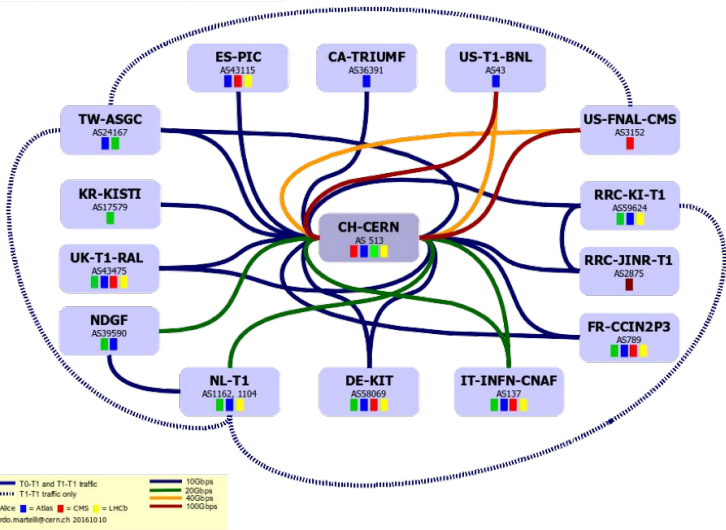 ES-PIC
AS43115
CA-TRIUMF
AS36391
US-T1-BNL
AS43
TW-ASGC
AS24167
US-FNAL-CMS
AS3152
KR-KISTI
AS17579
RRC-KI-T1
AS59624
CH-CERN
AS 513
UK-T1-RAL
AS43475
RRC-JINR-T1
AS2875
NDGF
AS39590
FR-CCIN2P3
AS789
NL-T1
AS1162, 1104
DE-KIT
AS58069
IT-INFN-CNAF
AS137
T0-T1 and T1-T1 traffic
T1-T1 traffic only
Alice = Atlas = CMS = LHCb
rdo.martelli@cern.ch 20161010
10Gbps
20Gbps
40Gbps
100Gbps